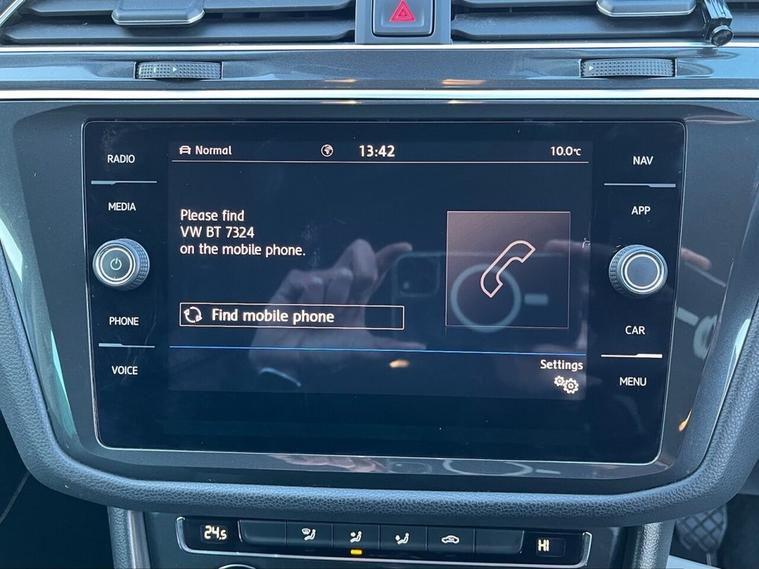 RADIO
MEDIA
PHONE
VOICE
Normal
13:42
10.0°C
Please find
VW BT 7324
on the mobile phone.
Find mobile phone
Settings
NAV
APP
CAR
MENU
24.5
HI